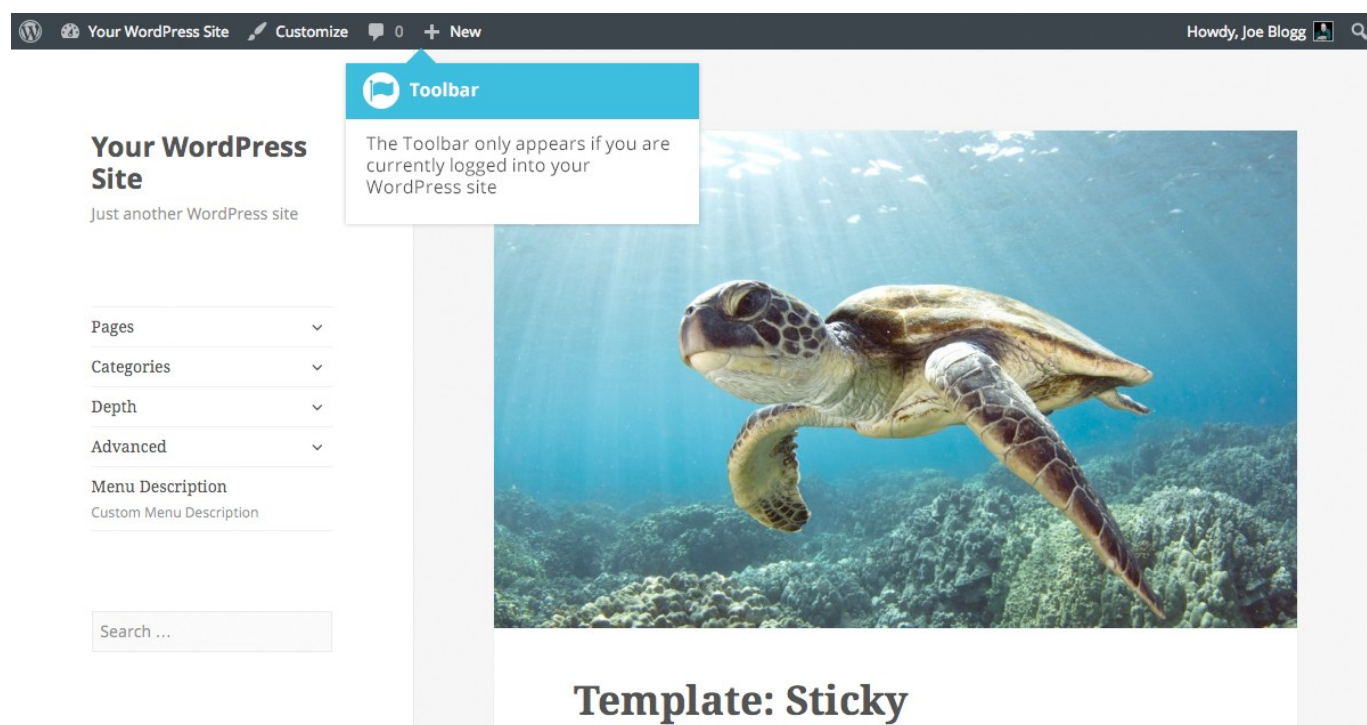 Your WordPress Site Customize 0 New Howdy, Joe Blogg
Toolbar
The Toolbar only appears if you are
currently logged into your
WordPress site
Your WordPress
Site
Just another WordPress site
Pages
Categories
Depth
Advanced
Menu Description
Custom Menu Description
Search ...
Template: Sticky